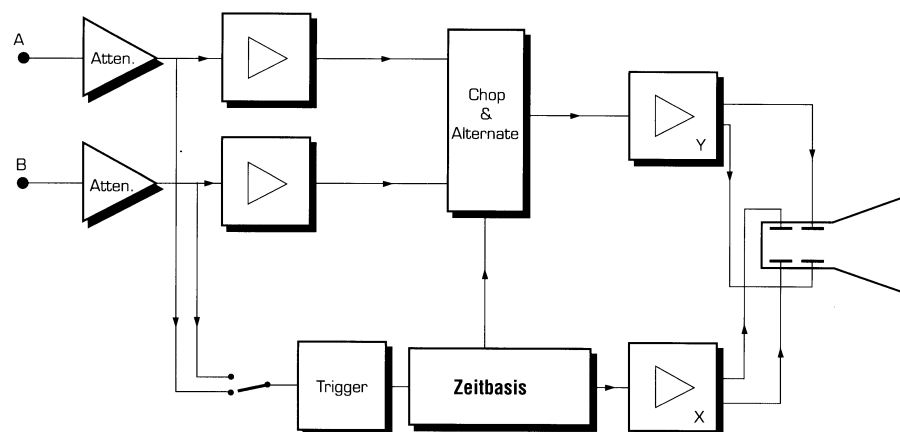 A
Atten.
B
Atten.
Chop
&
Alternate
Y
Trigger
Zeitbasis
X